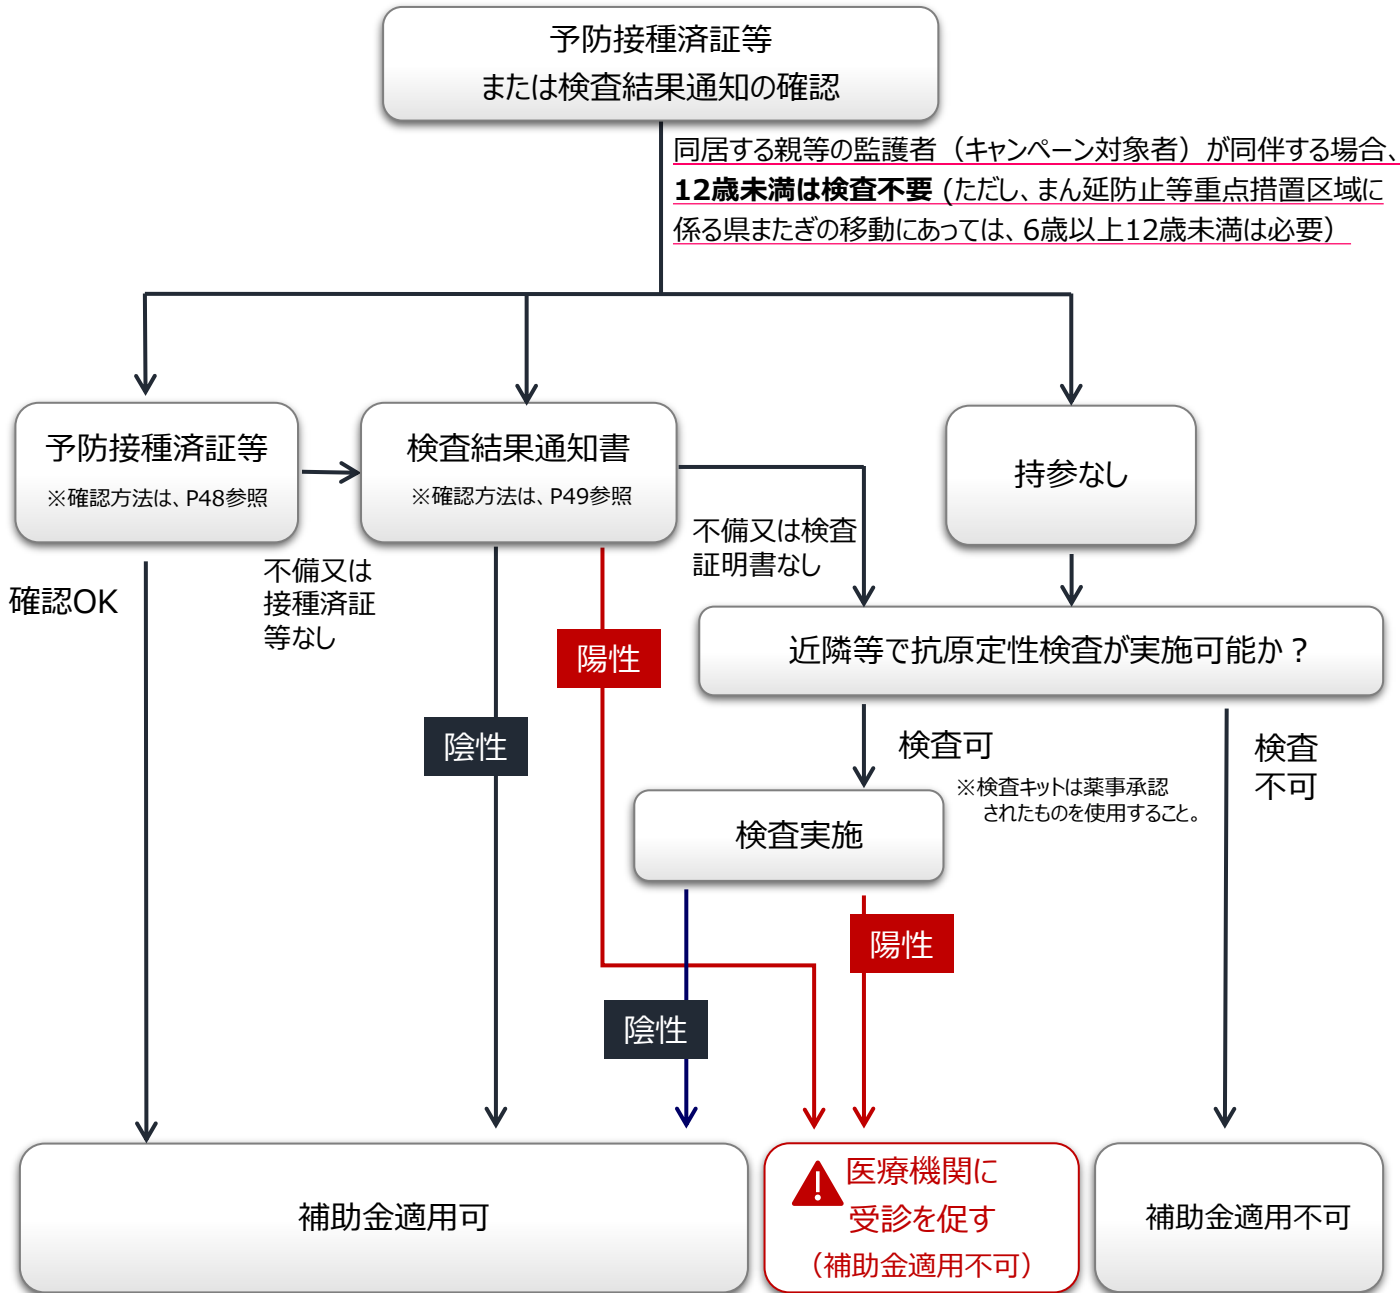 予防接種済証等
または検査結果通知の確認
同居する親等の監護者（キャンペーン対象者）が同伴する場合、
12歳未満は検査不要 (ただし、まん延防止等重点措置区域に
係る県またぎの移動にあっては、6歳以上12歳未満は必要）
予防接種済証等
※確認方法は、P48参照
検査結果通知書
※確認方法は、P49参照
持参なし
不備又は検査
証明書なし
不備又は
接種済証
等なし
確認OK
近隣等で抗原定性検査が実施可能か？
陽性
陰性
検査可
※検査キットは薬事承認
されたものを使用すること。
検査
不可
検査実施
陽性
陰性
補助金適用可
医療機関に
受診を促す
（補助金適用不可）
補助金適用不可